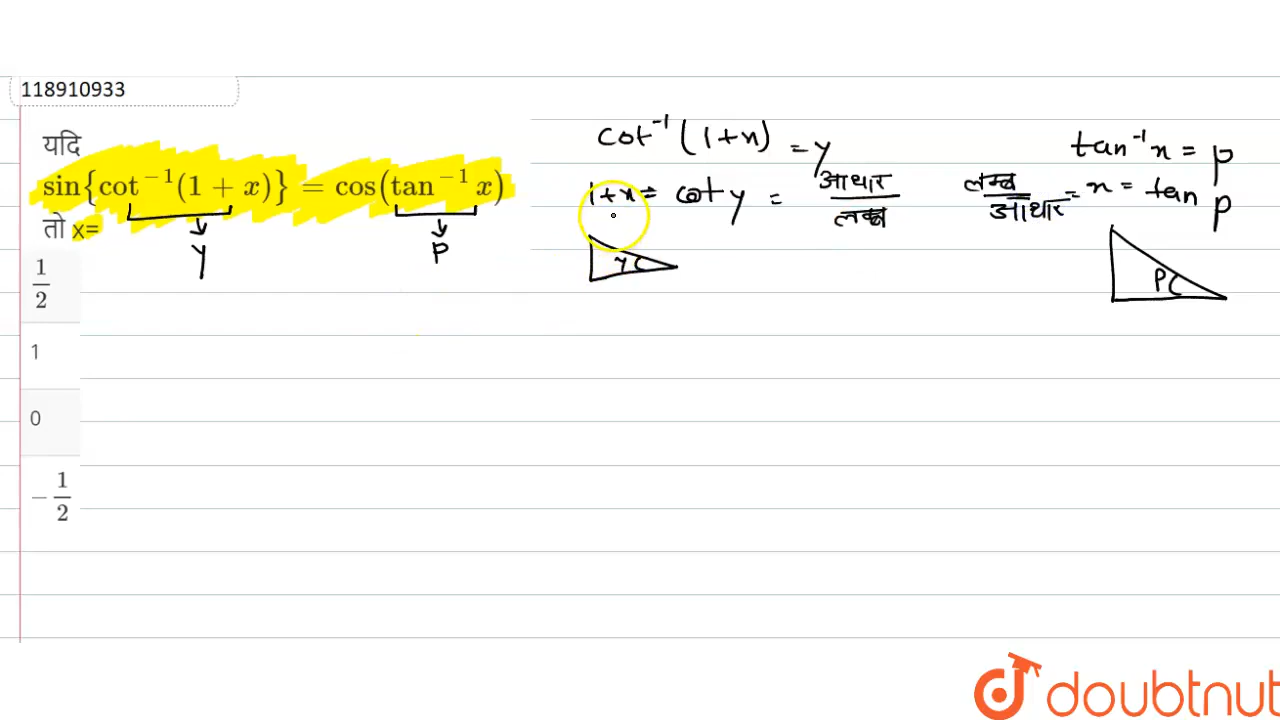 118910933
यदि
sin{cot⁻¹(1 + x)} = cos(tan⁻¹ x)
तो x=
y
P
1/2
1
0
−1/2
cot⁻¹(1+x) = y
1+x = cot y = आधार/लम्ब
y
tan⁻¹ x = p
लम्ब/आधार = x = tan p
P
doubtnut